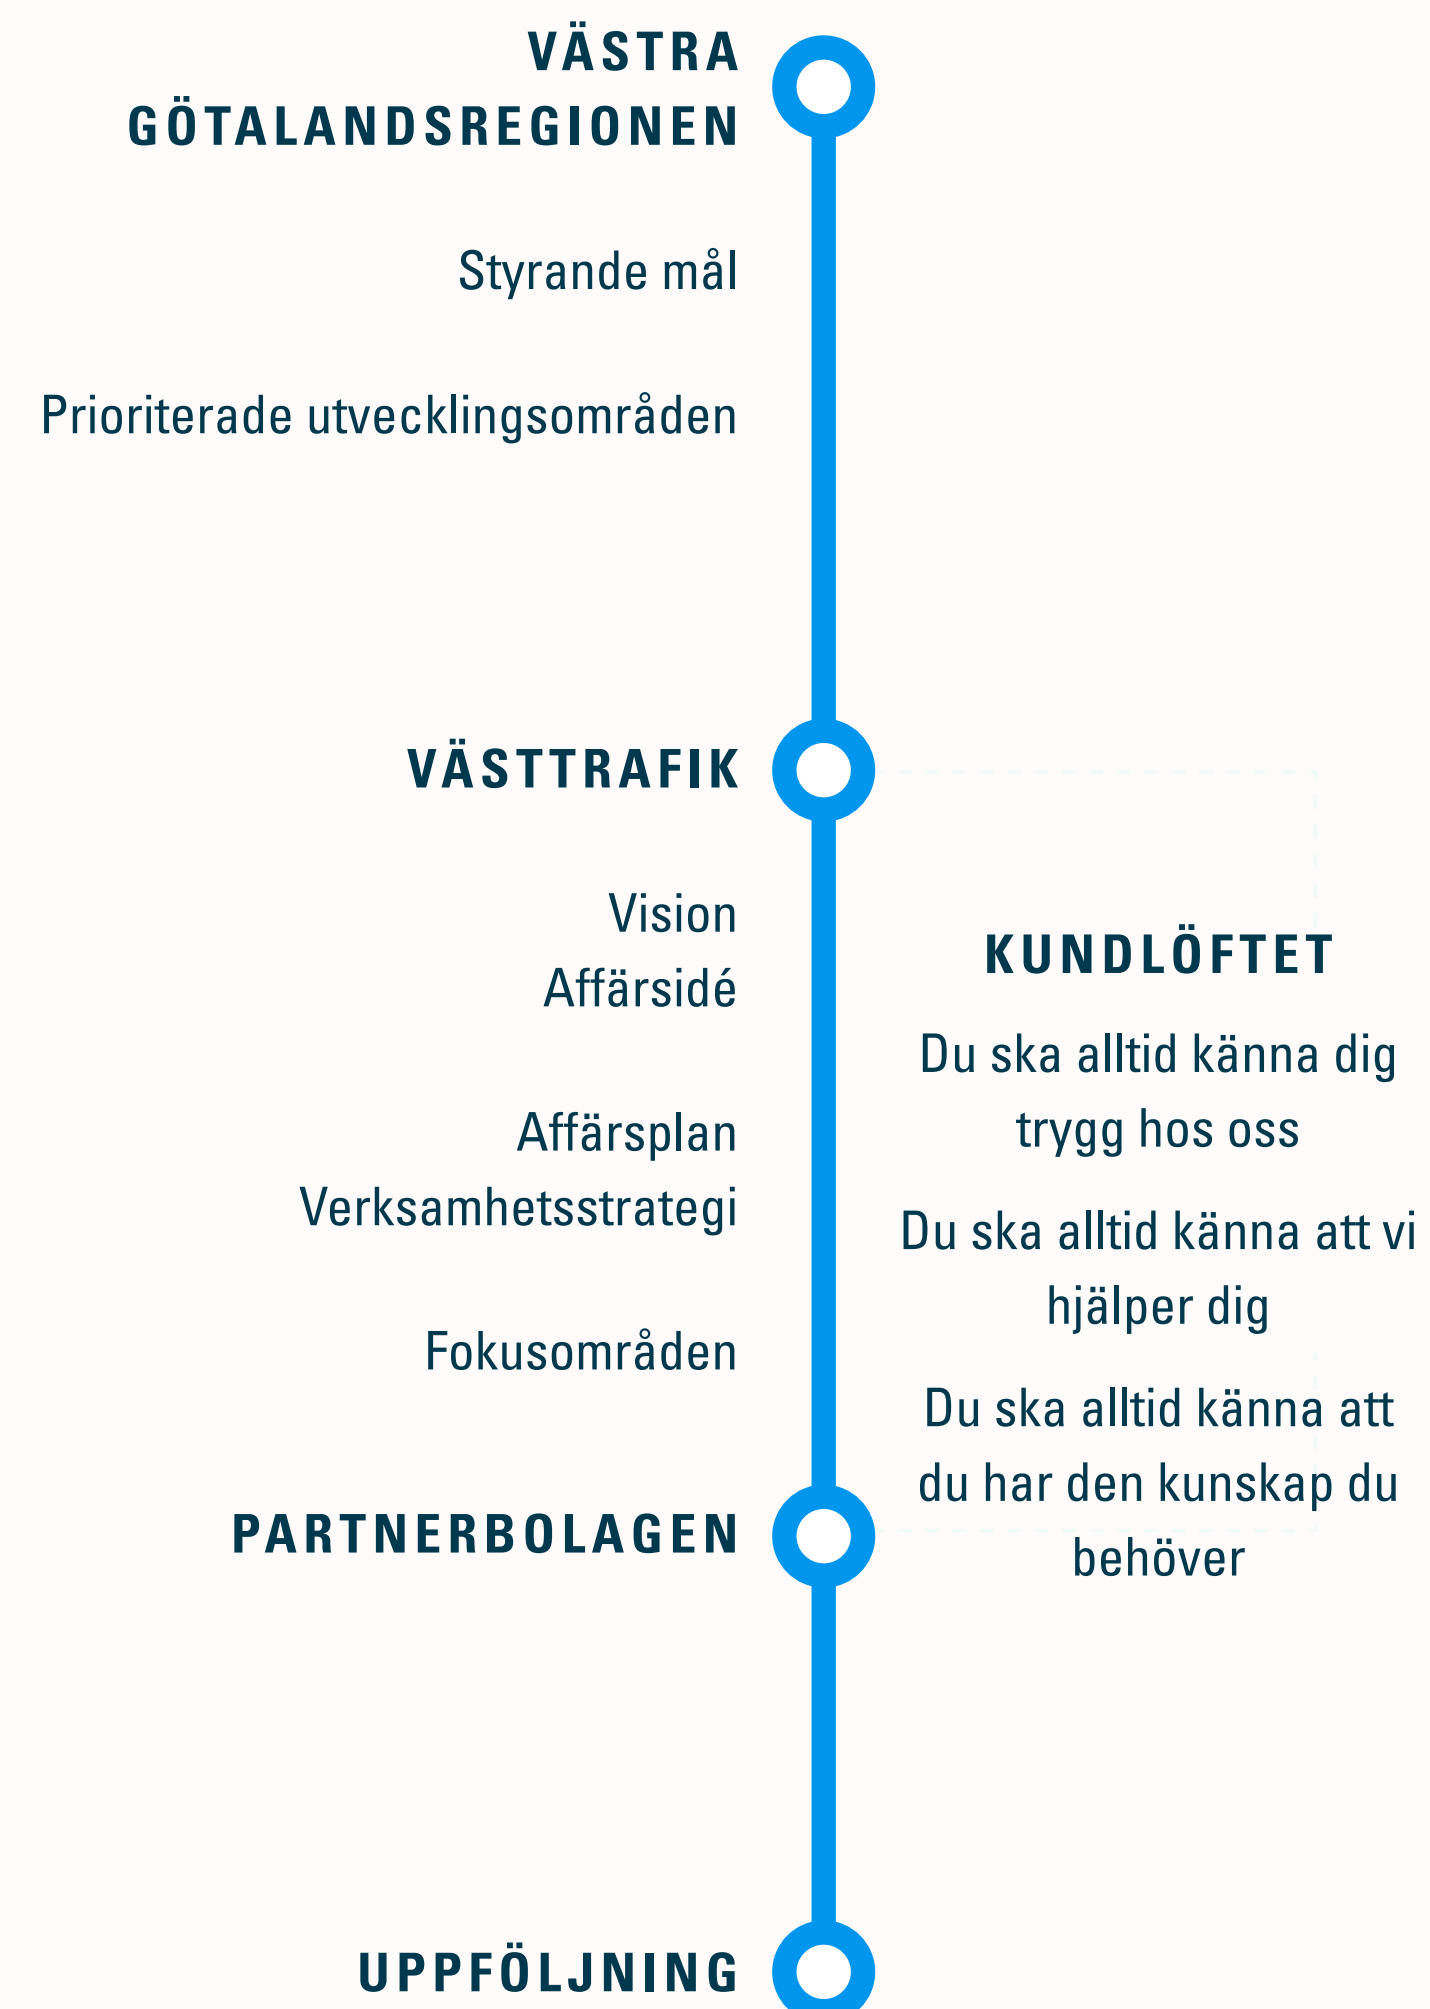 VÄSTRA
GÖTALANDSREGIONEN
Styrande mål
Prioriterade utvecklingsområden
VÄSTTRAFIK
Vision
Affärsidé
Affärsplan
Verksamhetsstrategi
Fokusområden
KUNDLÖFTET
Du ska alltid känna dig
trygg hos oss
Du ska alltid känna att vi
hjälper dig
Du ska alltid känna att
du har den kunskap du
behöver
PARTNERBOLAGEN
UPPFÖLJNING